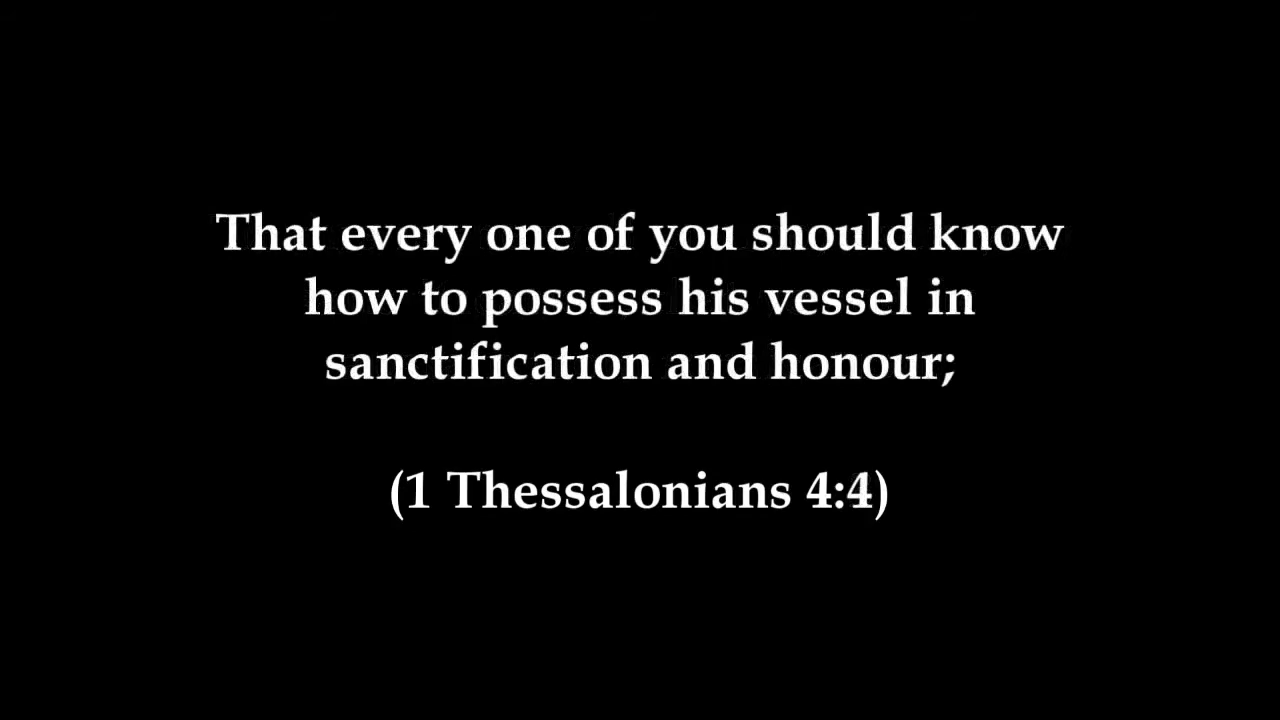 That every one of you should know
how to possess his vessel in
sanctification and honour;
(1 Thessalonians 4:4)